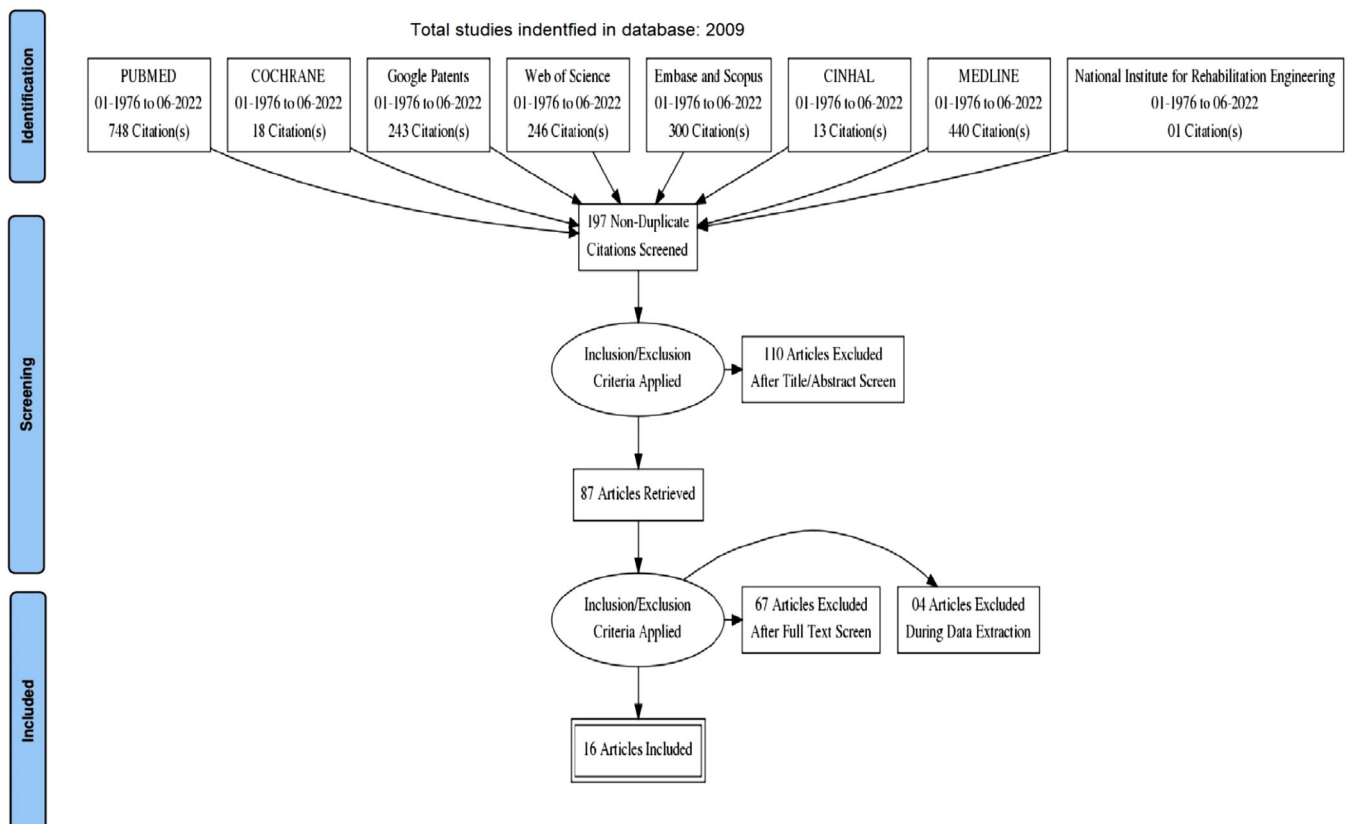 Total studies indentfied in database: 2009
Identification
PUBMED
01-1976 to 06-2022
748 Citation(s)
COCHRANE
01-1976 to 06-2022
18 Citation(s)
Google Patents
01-1976 to 06-2022
243 Citation(s)
Web of Science
01-1976 to 06-2022
246 Citation(s)
Embase and Scopus
01-1976 to 06-2022
300 Citation(s)
CINHAL
01-1976 to 06-2022
13 Citation(s)
MEDLINE
01-1976 to 06-2022
440 Citation(s)
National Institute for Rehabilitation Engineering
01-1976 to 06-2022
01 Citation(s)
Screening
197 Non-Duplicate
Citations Screened
Inclusion/Exclusion
Criteria Applied
110 Articles Excluded
After Title/Abstract Screen
87 Articles Retrieved
Included
Inclusion/Exclusion
Criteria Applied
67 Articles Excluded
After Full Text Screen
04 Articles Excluded
During Data Extraction
16 Articles Included